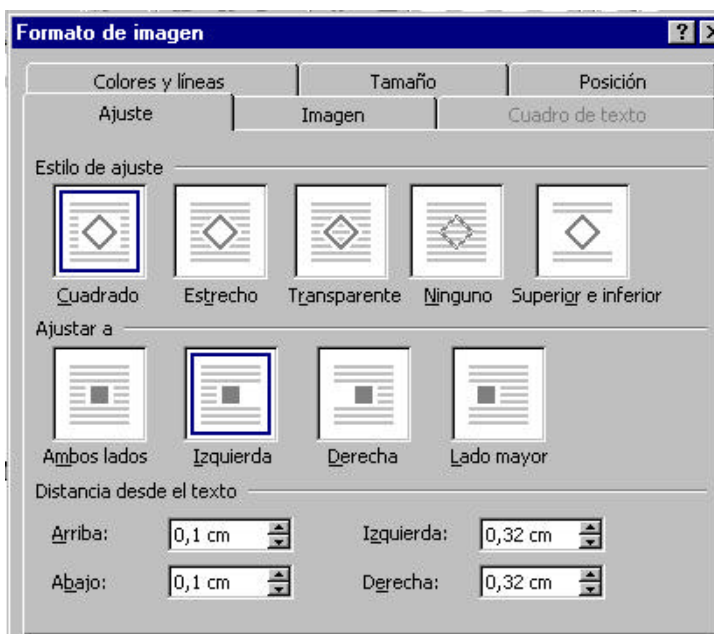 Formato de imagen
Colores y líneas Tamaño Posición
Ajuste Imagen Cuadro de texto
Estilo de ajuste
Cuadrado Estrecho Transparente Ninguno Superior e inferior
Ajustar a
Ambos lados Izquierda Derecha Lado mayor
Distancia desde el texto
Arriba: 0,1 cm Izquierda: 0,32 cm
Abajo: 0,1 cm Derecha: 0,32 cm